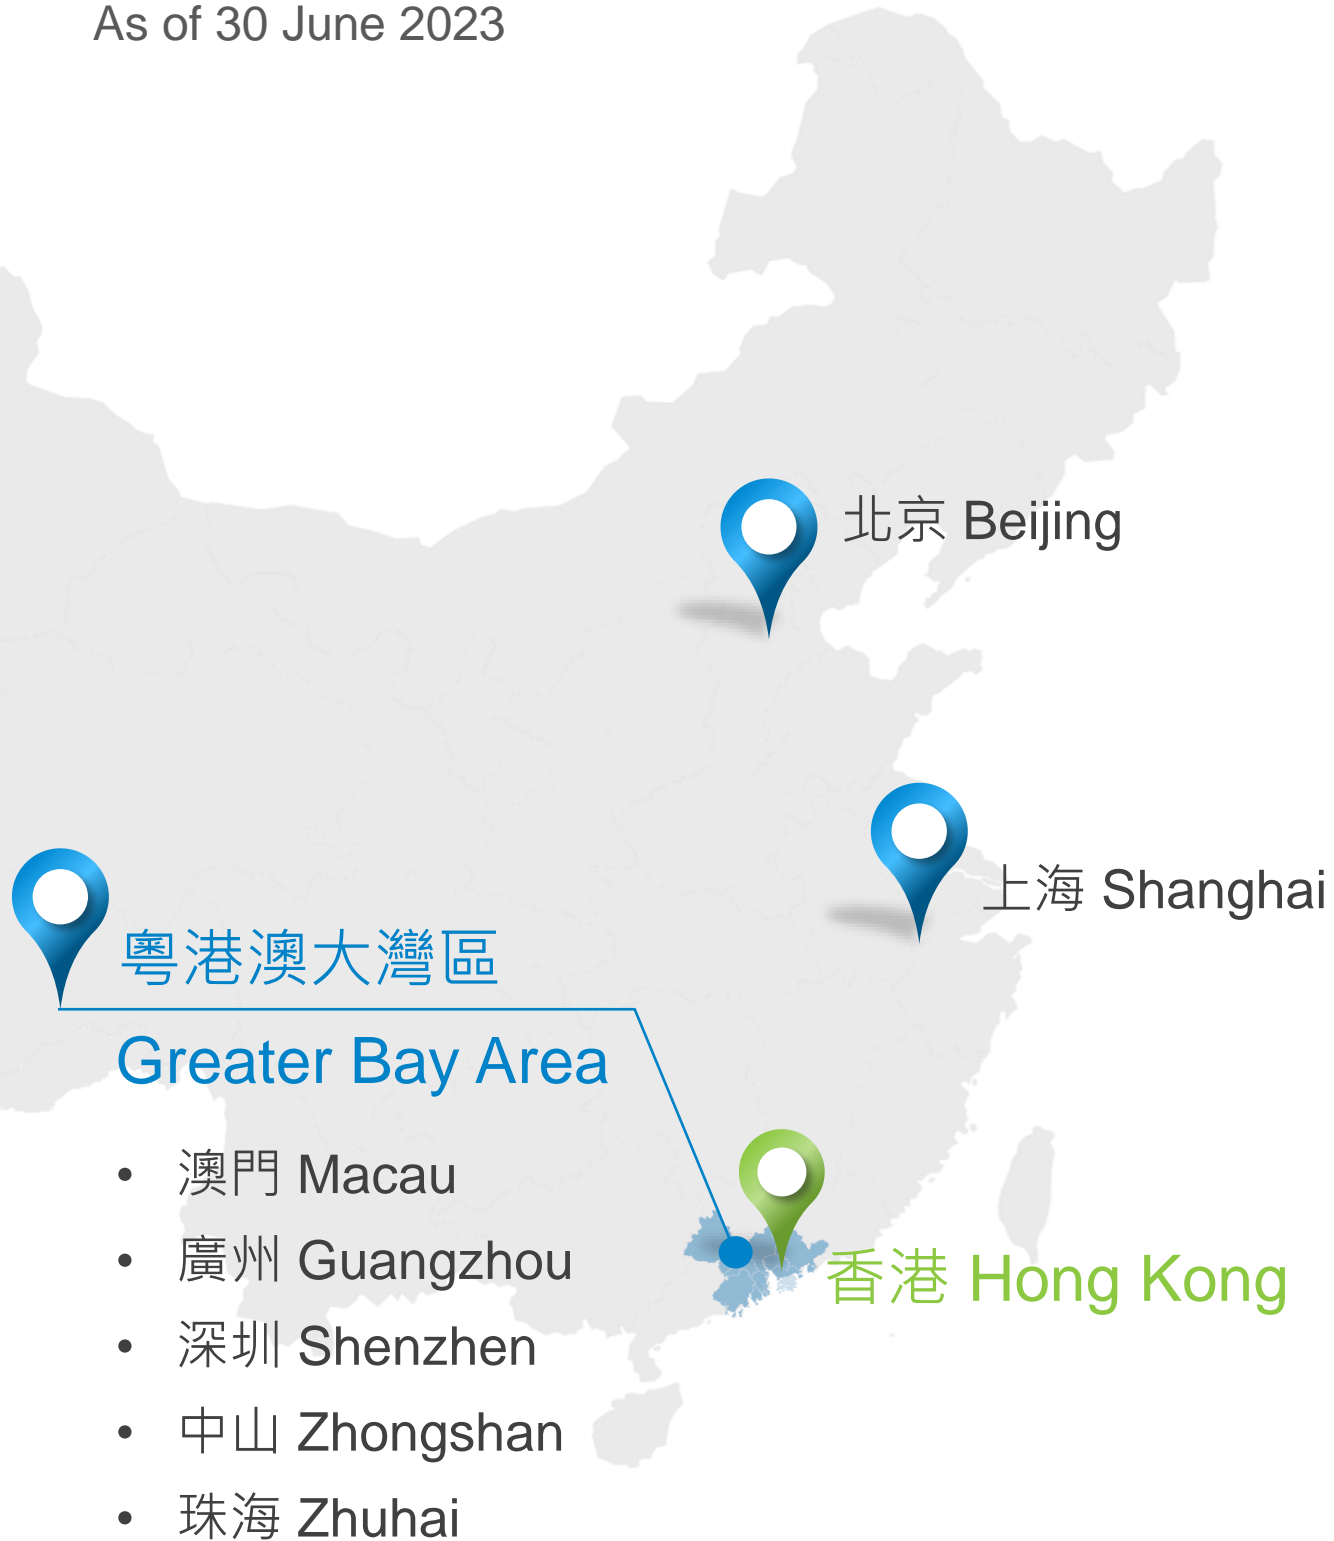 As of 30 June 2023
北京 Beijing
上海 Shanghai
粵港澳大灣區
Greater Bay Area
• 澳門 Macau
• 廣州 Guangzhou
• 深圳 Shenzhen
• 中山 Zhongshan
• 珠海 Zhuhai
香港 Hong Kong